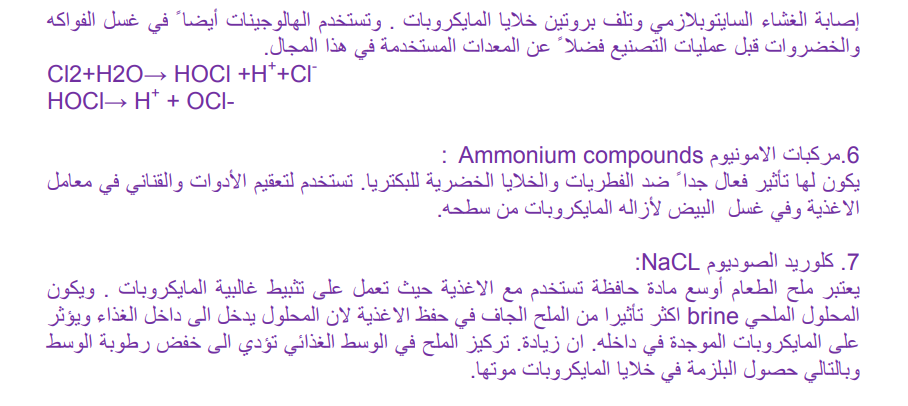 إصابة الغشاء السايتوبلازمي وتلف بروتين خلايا المايكروبات . وتستخدم الهالوجينات أيضا ً في غسل الفواكه
والخضروات قبل عمليات التصنيع فضلا ً عن المعدات المستخدمة في هذا المجال.
Cl2+H2O→ HOCl +H⁺+Cl⁻
HOCl→ H⁺ + OCl-
6.مركبات الامونيوم Ammonium compounds :
يكون لها تأثير فعال جدا ً ضد الفطريات والخلايا الخضرية للبكتريا. تستخدم لتعقيم الأدوات والقناني في معامل
الاغذية وفي غسل البيض لأزاله المايكروبات من سطحه.
7. كلوريد الصوديوم NaCL:
يعتبر ملح الطعام أوسع مادة حافظة تستخدم مع الاغذية حيث تعمل على تثبيط غالبية المايكروبات . ويكون
المحلول الملحي brine اكثر تأثيرا من الملح الجاف في حفظ الاغذية لان المحلول يدخل الى داخل الغذاء ويؤثر
على المايكروبات الموجدة في داخله. ان زيادة. تركيز الملح في الوسط الغذائي تؤدي الى خفض رطوبة الوسط
وبالتالي حصول البلزمة في خلايا المايكروبات موتها.